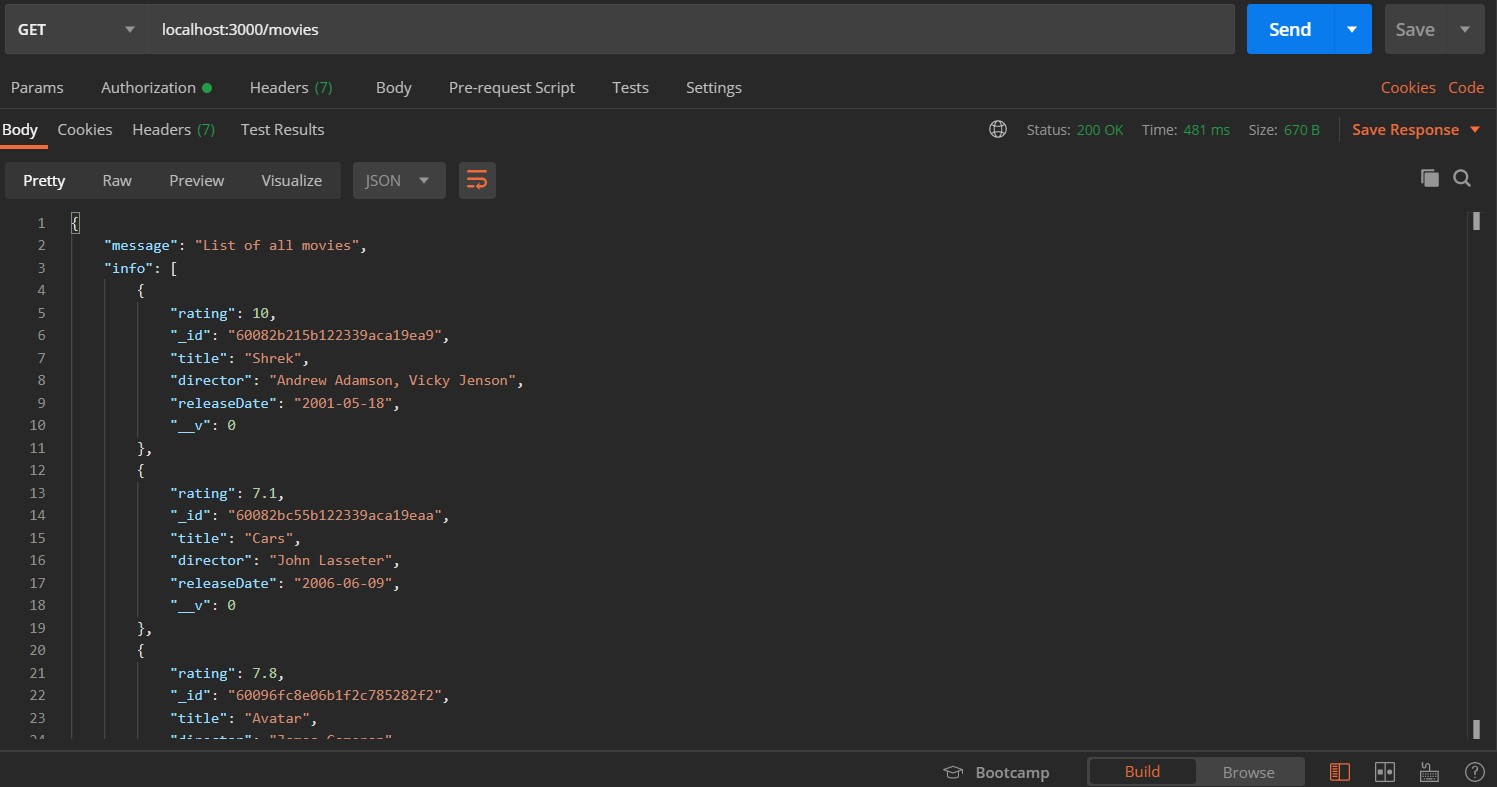 GET localhost:3000/movies Send Save
Params Authorization Headers (7) Body Pre-request Script Tests Settings Cookies Code
Body Cookies Headers (7) Test Results Status: 200 OK Time: 481 ms Size: 670 B Save Response
Pretty Raw Preview Visualize JSON
1 {
2 "message": "List of all movies",
3 "info": [
4 {
5 "rating": 10,
6 "_id": "60082b215b122339aca19ea9",
7 "title": "Shrek",
8 "director": "Andrew Adamson, Vicky Jenson",
9 "releaseDate": "2001-05-18",
10 "__v": 0
11 },
12 {
13 "rating": 7.1,
14 "_id": "60082bc55b122339aca19eaa",
15 "title": "Cars",
16 "director": "John Lasseter",
17 "releaseDate": "2006-06-09",
18 "__v": 0
19 },
20 {
21 "rating": 7.8,
22 "_id": "60096fc8e06b1f2c785282f2",
23 "title": "Avatar",
24 "director": "James Cameron"
Bootcamp Build Browse ?